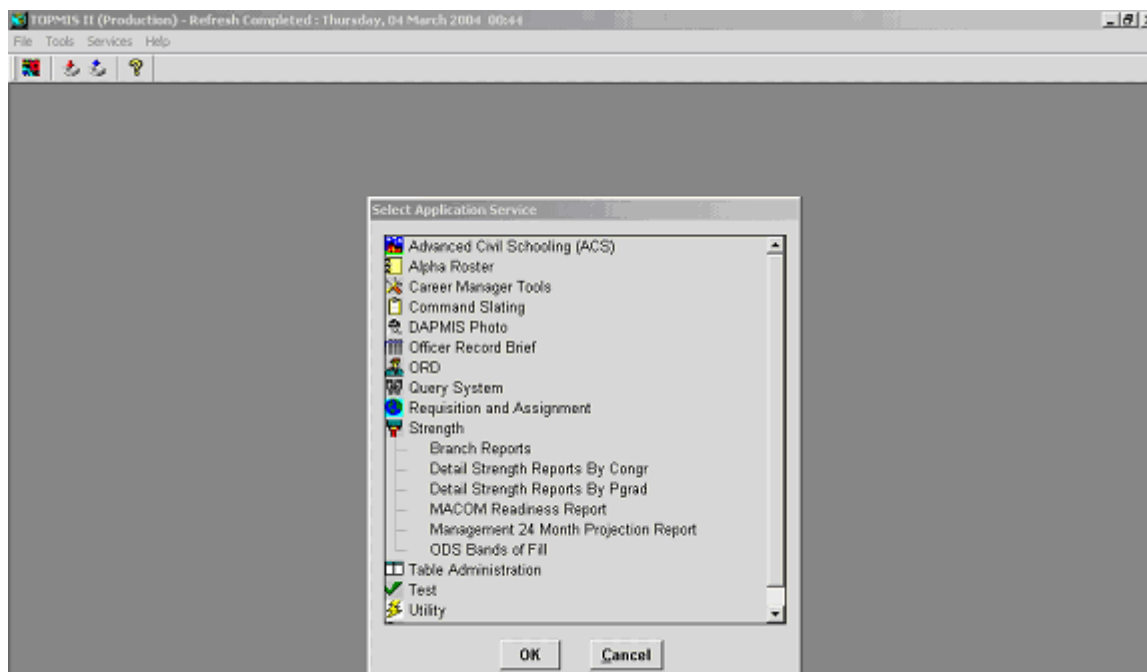 TOPMIS II (Production) - Refresh Completed : Thursday, 04 March 2004 00:44
File Tools Services Help
Select Application Service
Advanced Civil Schooling (ACS)
Alpha Roster
Career Manager Tools
Command Slating
DAPMIS Photo
Officer Record Brief
ORD
Query System
Requisition and Assignment
Strength
Branch Reports
Detail Strength Reports By Congr
Detail Strength Reports By Pgrad
MACOM Readiness Report
Management 24 Month Projection Report
ODS Bands of Fill
Table Administration
Test
Utility
OK Cancel